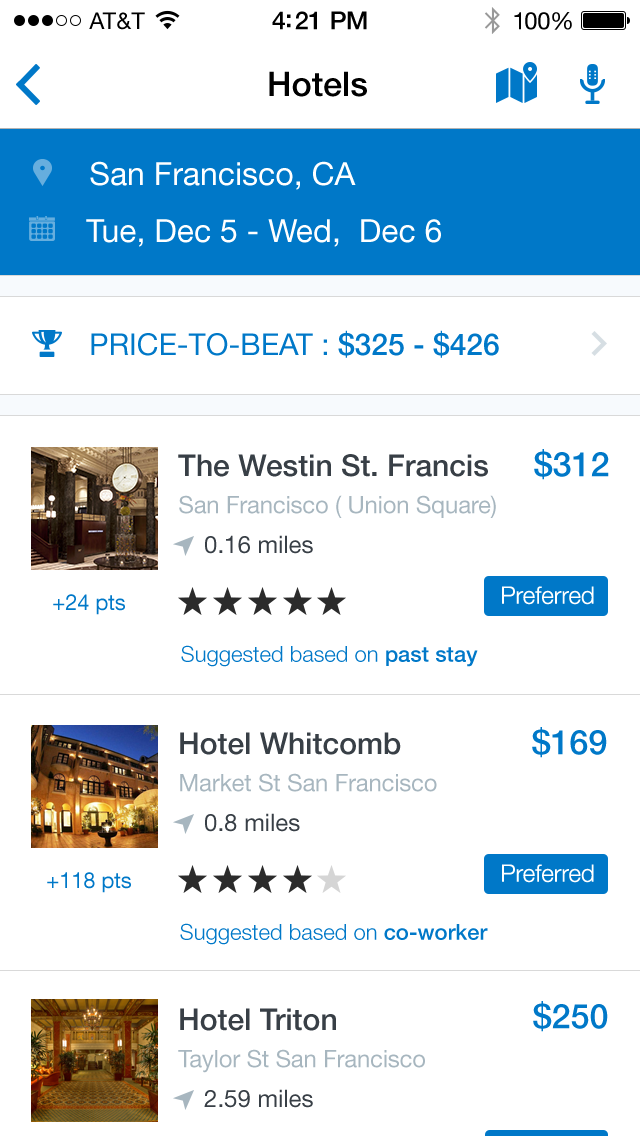 AT&T 4:21 PM 100%
Hotels
San Francisco, CA
Tue, Dec 5 - Wed, Dec 6
PRICE-TO-BEAT : $325 - $426
The Westin St. Francis $312
San Francisco ( Union Square)
0.16 miles
+24 pts Preferred
Suggested based on past stay
Hotel Whitcomb $169
Market St San Francisco
0.8 miles
+118 pts Preferred
Suggested based on co-worker
Hotel Triton $250
Taylor St San Francisco
2.59 miles